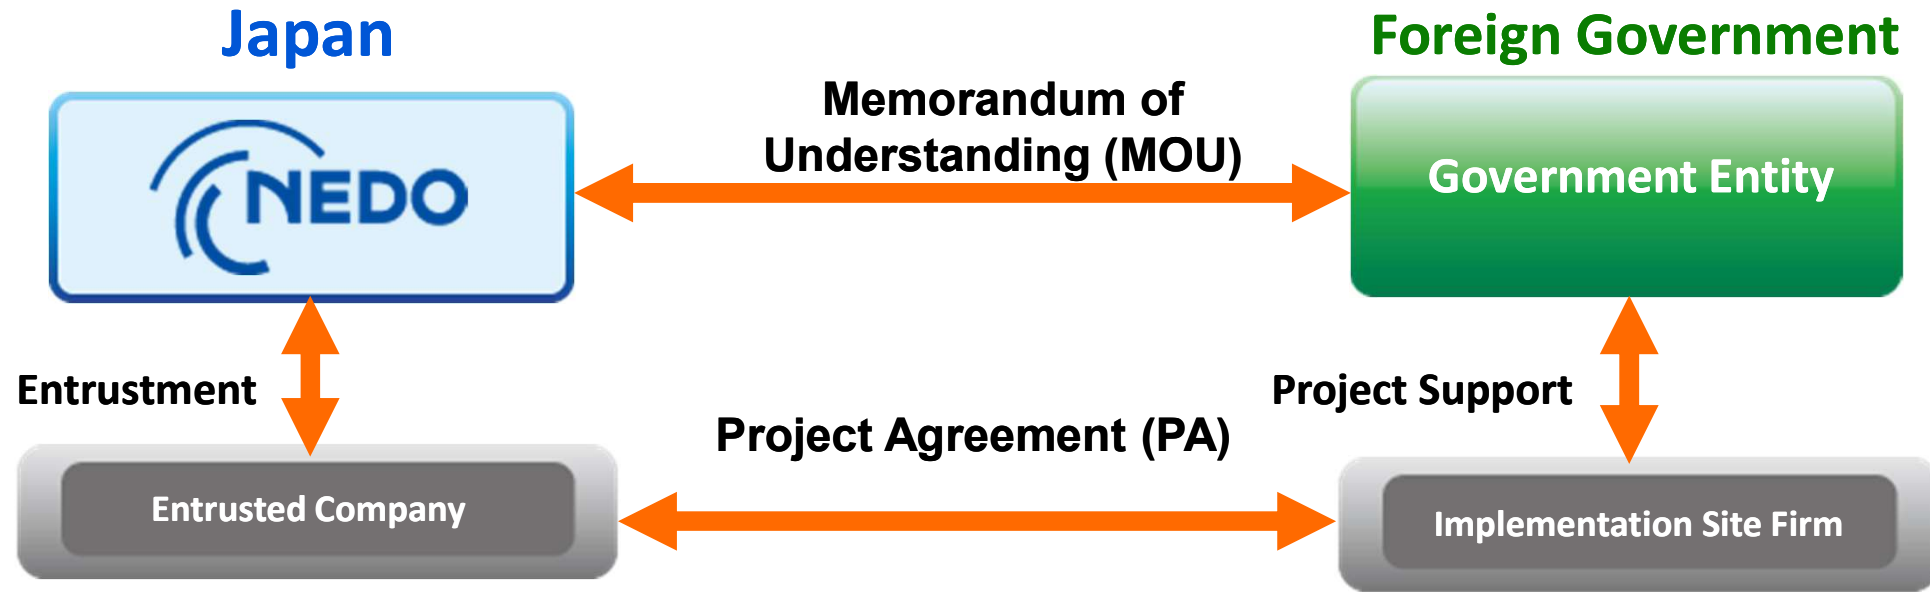 Japan
Foreign Government
Memorandum of
Understanding (MOU)
NEDO
Government Entity
Entrustment
Project Support
Project Agreement (PA)
Entrusted Company
Implementation Site Firm